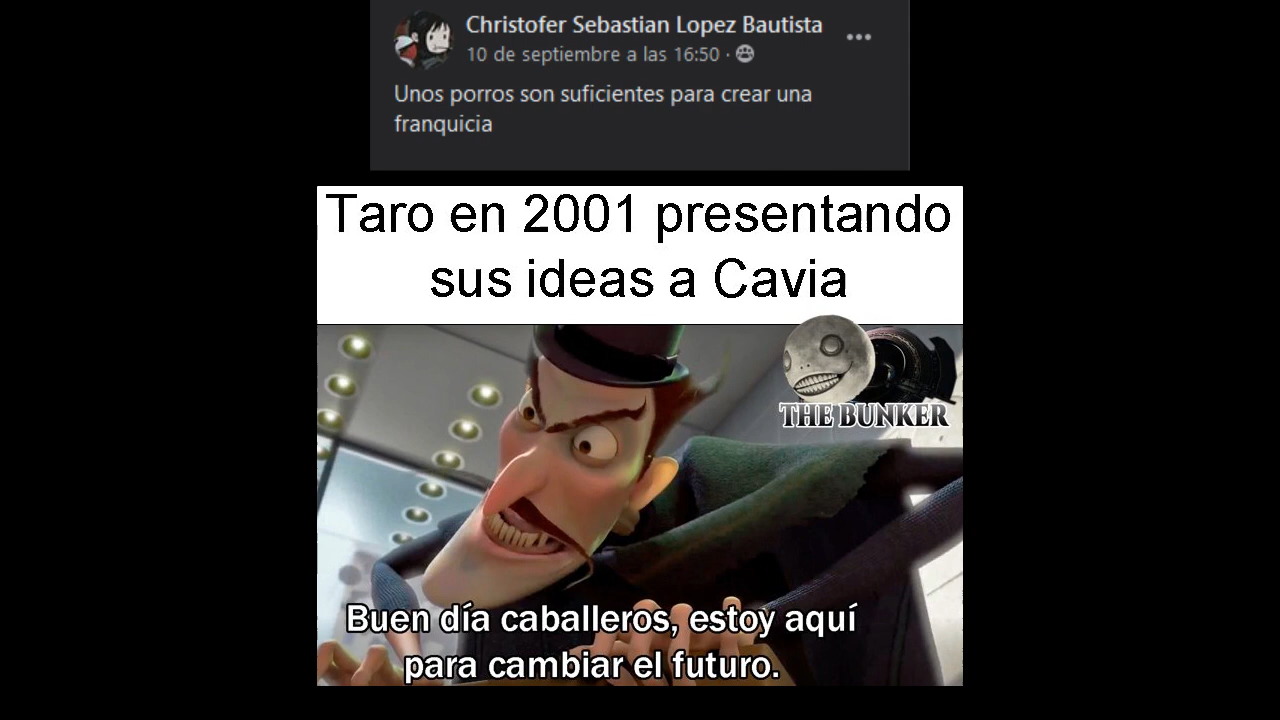 Christofer Sebastian Lopez Bautista
10 de septiembre a las 16:50 ·
Unos porros son suficientes para crear una
franquicia
Taro en 2001 presentando
sus ideas a Cavia
THE BUNKER
Buen día caballeros, estoy aquí
para cambiar el futuro.